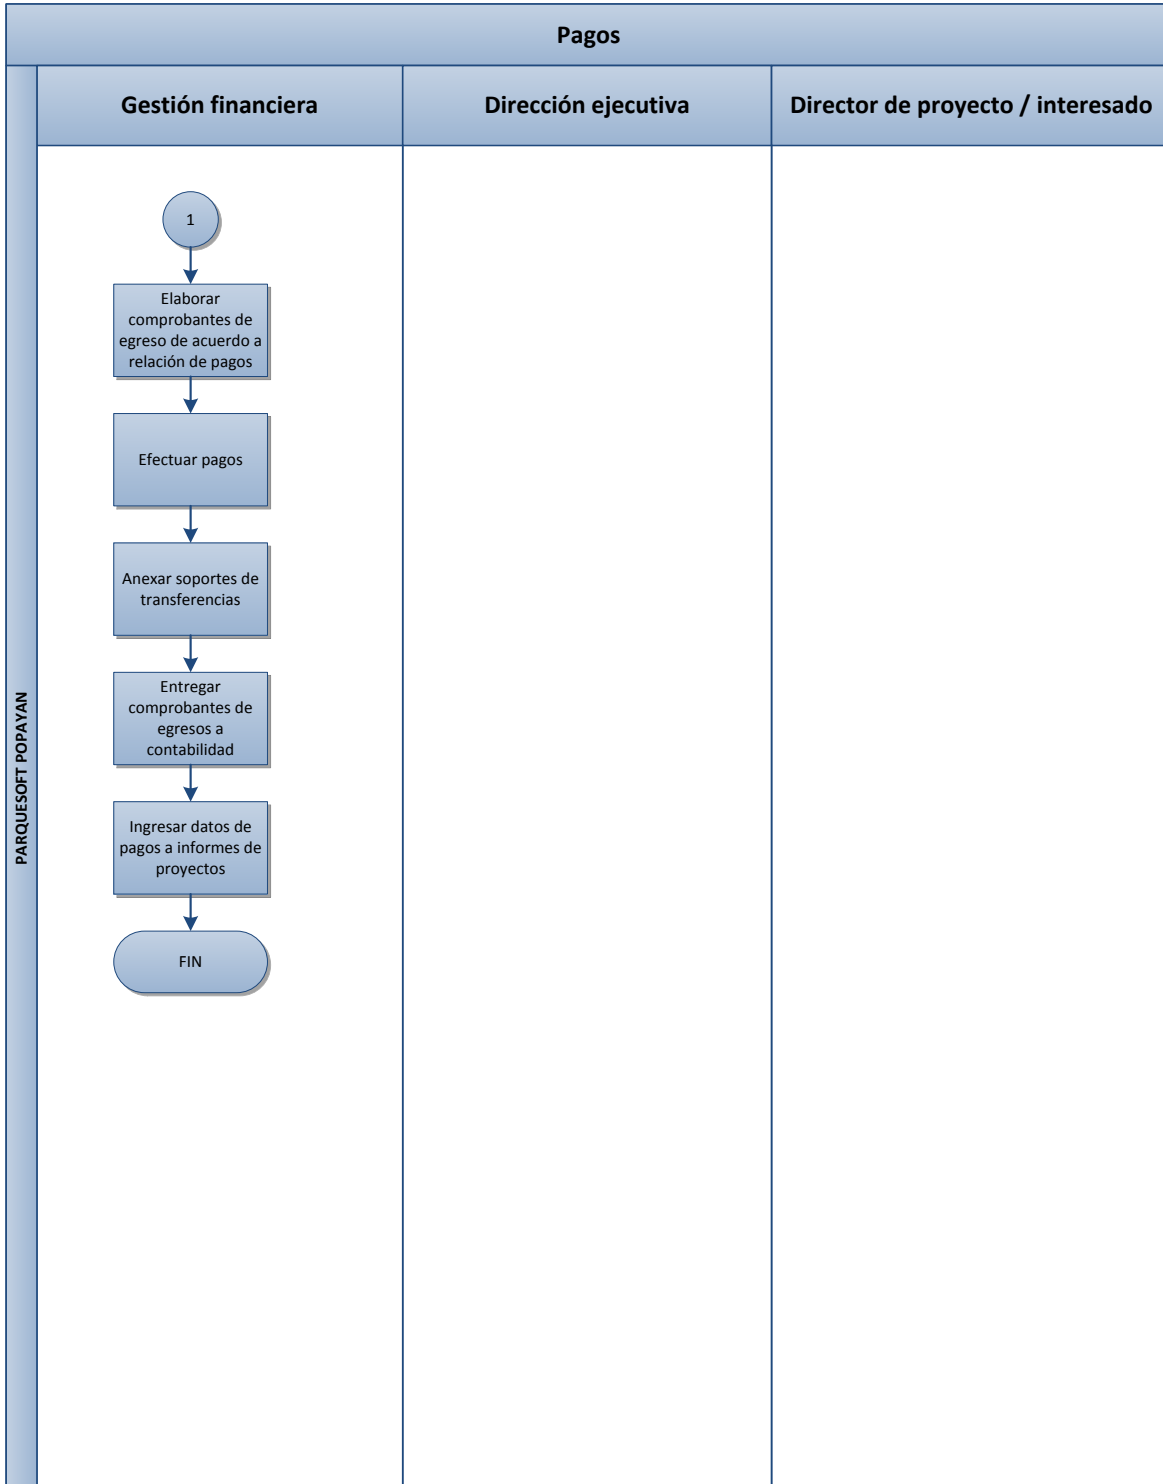 Pagos
Gestión financiera
Dirección ejecutiva
Director de proyecto / interesado
PARQUESOFT POPAYAN
1
Elaborar
comprobantes de
egreso de acuerdo a
relación de pagos
Efectuar pagos
Anexar soportes de
transferencias
Entregar
comprobantes de
egresos a
contabilidad
Ingresar datos de
pagos a informes de
proyectos
FIN